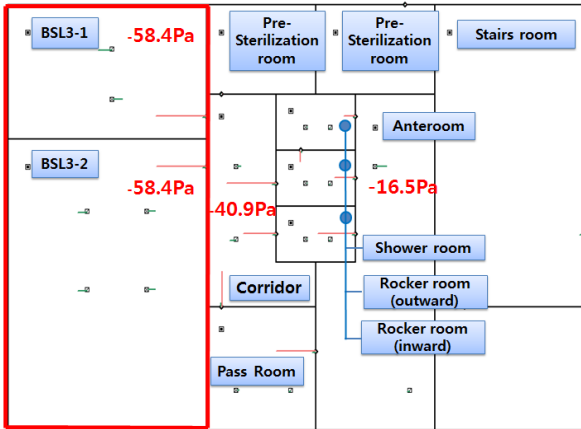 BSL3-1
-58.4Pa
Pre-
Sterilization
room
Pre-
Sterilization
room
Stairs room
Anteroom
BSL3-2
-58.4Pa
-40.9Pa
-16.5Pa
Shower room
Corridor
Rocker room
(outward)
Rocker room
(inward)
Pass Room